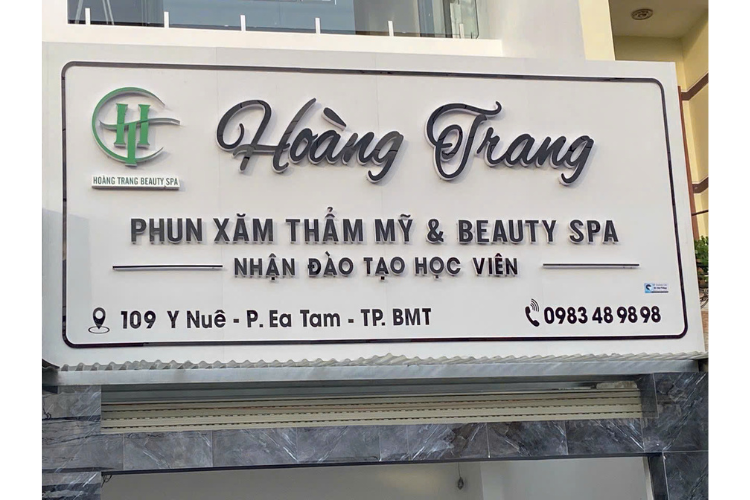 HT
HOÀNG TRANG BEAUTY SPA
Hoàng Trang
PHUN XĂM THẨM MỸ & BEAUTY SPA
NHẬN ĐÀO TẠO HỌC VIÊN
109 Y Nuê - P. Ea Tam - TP. BMT
0983 48 98 98